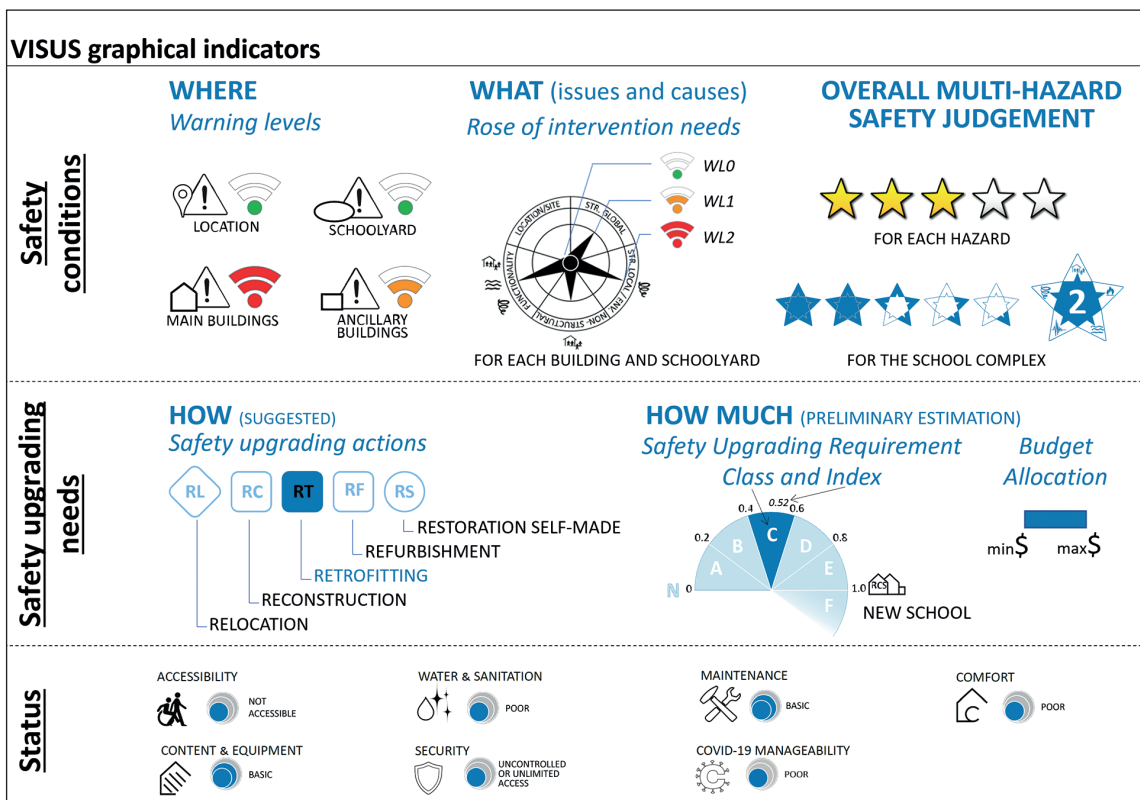 VISUS graphical indicators
Safety
conditions
WHERE
Warning levels
LOCATION
SCHOOLYARD
MAIN BUILDINGS
ANCILLARY
BUILDINGS
WHAT (issues and causes)
Rose of intervention needs
WL0
WL1
WL2
LOCATION/SITE
STR. GLOBAL
STR. LOCAL
ENV. NON- STRUCTURAL
FUNCTIONALITY
FOR EACH BUILDING AND SCHOOLYARD
OVERALL MULTI-HAZARD
SAFETY JUDGEMENT
FOR EACH HAZARD
2
FOR THE SCHOOL COMPLEX
Safety upgrading
needs
HOW (SUGGESTED)
Safety upgrading actions
RL
RC
RT
RF
RS
RESTORATION SELF-MADE
REFURBISHMENT
RETROFITTING
RECONSTRUCTION
RELOCATION
HOW MUCH (PRELIMINARY ESTIMATION)
Safety Upgrading Requirement
Class and Index
0.52
0.4
0.6
0.2
0.8
N 0
1.0
A
B
C
D
E
F
RCS
NEW SCHOOL
Budget
Allocation
min$
max$
Status
ACCESSIBILITY
NOT
ACCESSIBLE
WATER & SANITATION
POOR
MAINTENANCE
BASIC
COMFORT
C
POOR
CONTENT & EQUIPMENT
BASIC
SECURITY
UNCONTROLLED
OR UNLIMITED
ACCESS
COVID-19 MANAGEABILITY
C
POOR